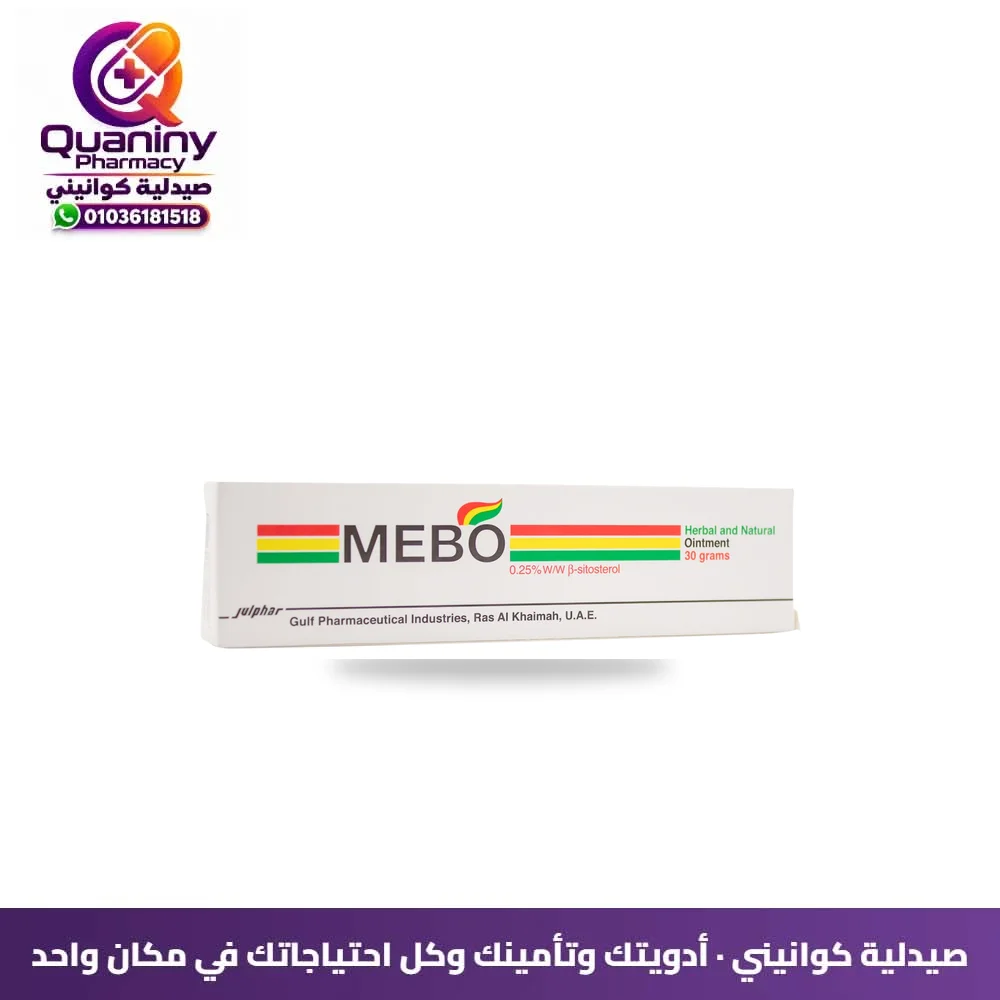 Quaniny
Pharmacy
صيدلية كوانيني
01036181518
MEBO
0.25% W/W β-sitosterol
Herbal and Natural
Ointment
30 grams
julphar
Gulf Pharmaceutical Industries, Ras Al Khaimah, U.A.E.
صيدلية كوانيني · أدويتك وتأمينك وكل احتياجاتك في مكان واحد